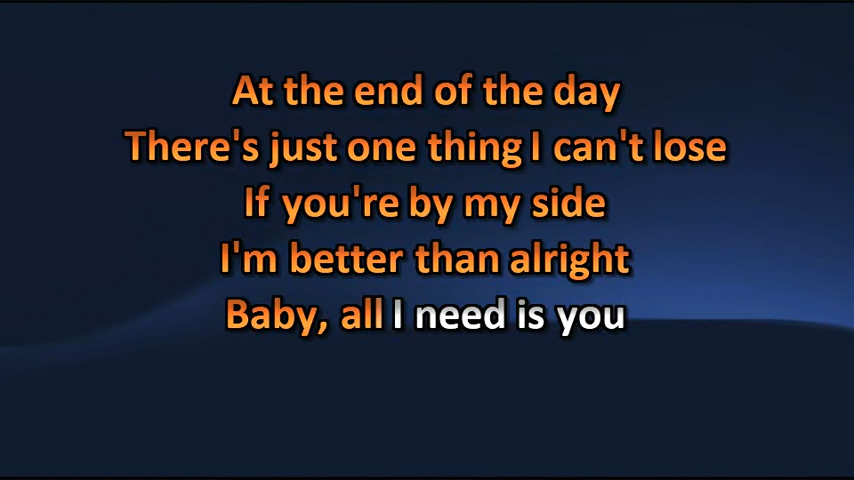 At the end of the day
There's just one thing I can't lose
If you're by my side
I'm better than alright
Baby, all I need is you